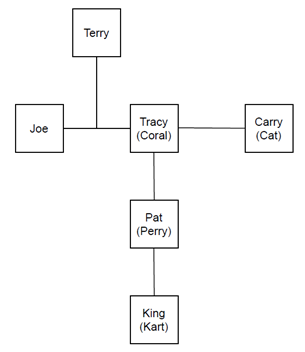 Terry
Joe
Tracy
(Coral)
Carry
(Cat)
Pat
(Perry)
King
(Kart)